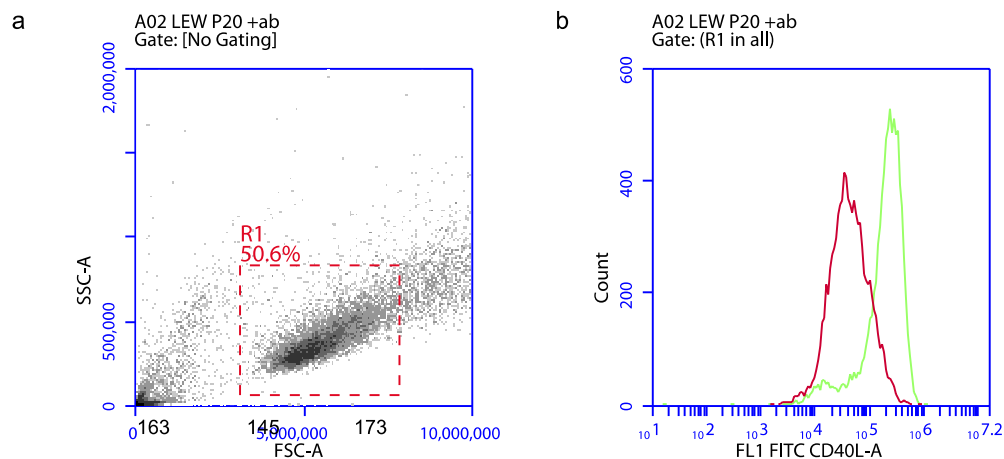 a
A02 LEW P20 +ab
Gate: [No Gating]
2,000,000
500,000
0
SSC-A
R1
50.6%
0 5,000,000 10,000,000
163 145 173
FSC-A
b
A02 LEW P20 +ab
Gate: (R1 in all)
600
400
200
0
Count
10 1 10 2 10 3 10 4 10 5 10 6 10 7.2
FL1 FITC CD40L-A